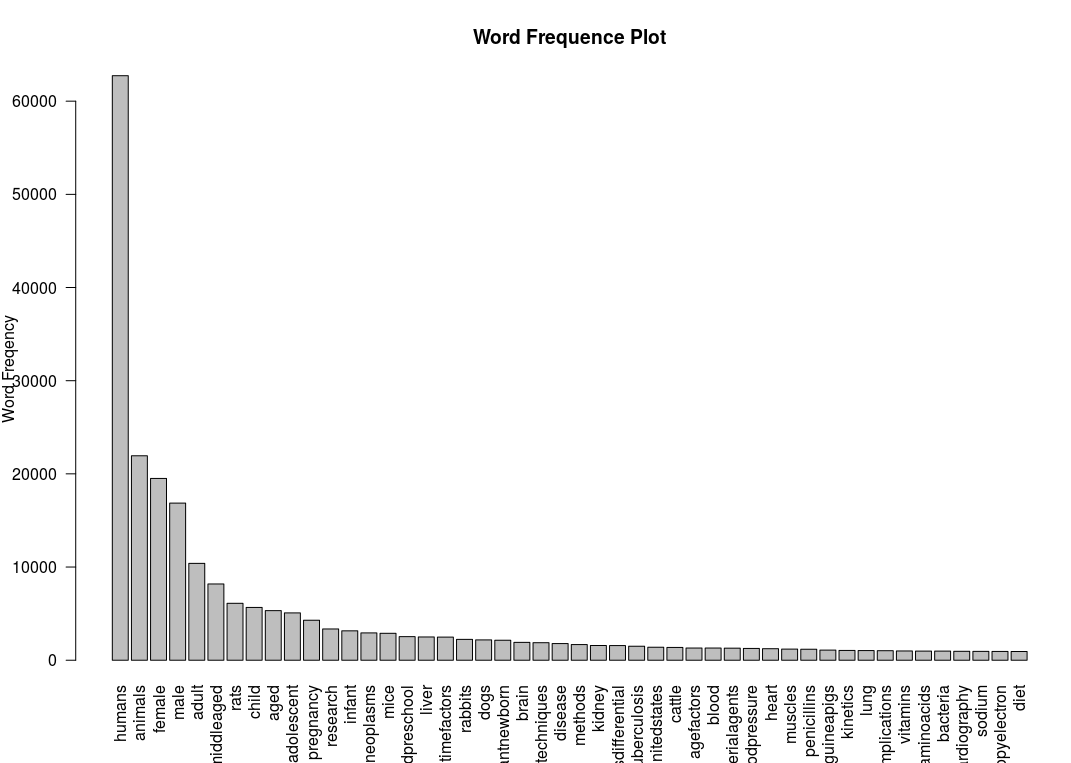 Word Frequence Plot
Word Freqency
60000
50000
40000
30000
20000
10000
0
humans
animals
female
male
adult
middleaged
rats
child
aged
adolescent
pregnancy
research
infant
neoplasms
mice
dpreschool
liver
timefactors
rabbits
dogs
antnewborn
brain
techniques
disease
methods
kidney
sdifferential
uberculosis
nitedstates
cattle
agefactors
blood
erialagents
odpressure
heart
muscles
penicillins
guineapigs
kinetics
lung
mplications
vitamins
aminoacids
bacteria
rdiography
sodium
opyelectron
diet